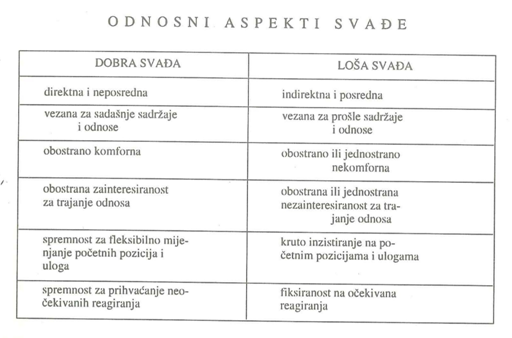 ODNOSNI ASPEKTI SVAĐE
DOBRA SVAĐA
LOŠA SVAĐA
direktna i neposredna
indirektna i posredna
vezana za sadašnje sadržaje
i odnose
vezana za prošle sadržaje
i odnose
obostrano komforna
obostrano ili jednostrano
nekomforna
obostrana zainteresiranost
za trajanje odnosa
obostrana ili jednostrana
nezainteresiranost za tra-
janje odnosa
spremnost za fleksibilno mije-
njanje početnih pozicija i
uloga
kruto inzistiranje na po-
četnim pozicijama i ulogama
spremnost za prihvaćanje neo-
čekivanih reagiranja
fiksiranost na očekivana
reagiranja